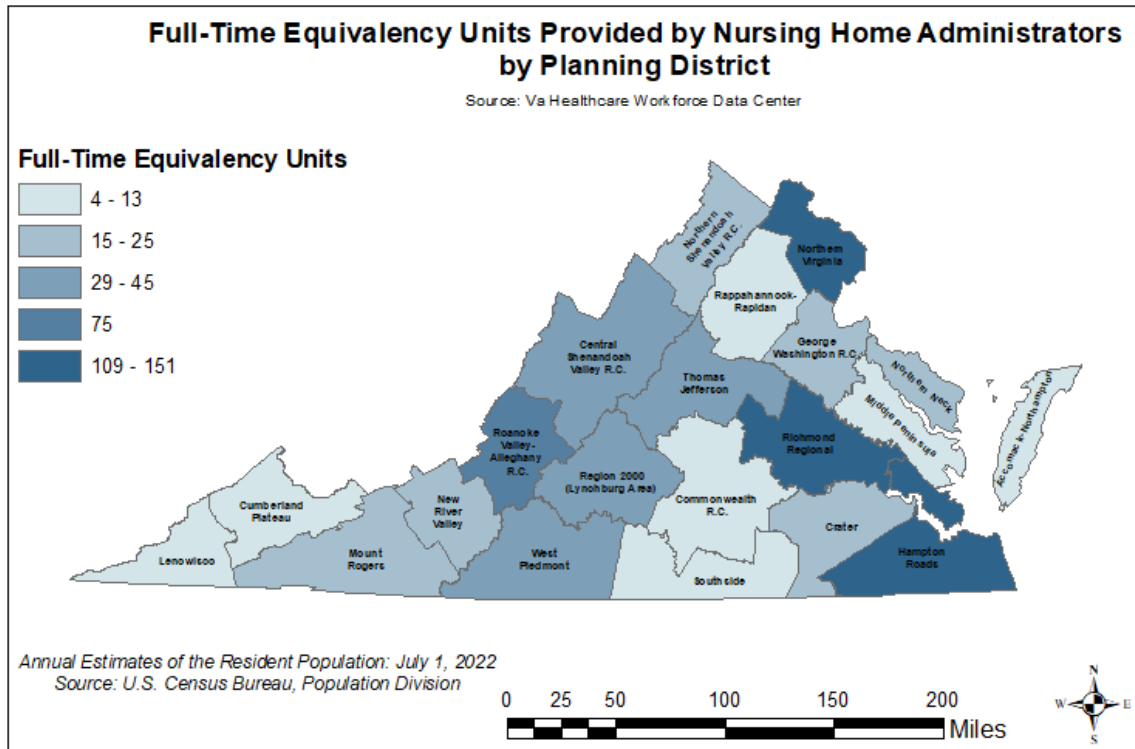 Full-Time Equivalency Units Provided by Nursing Home Administrators
by Planning District
Source: Va Healthcare Workforce Data Center
Full-Time Equivalency Units
4 - 13
15 - 25
29 - 45
75
109 - 151
Northern
Shenandoah
Valley R.C.
Northern
Virginia
Rappahannock-
Rapidan
Central
Shenandoah
Valley R.C.
George
Washington R.C.
Northern Neck
Thomas
Jefferson
Middle Peninsula
Accomack-Northampton
Roanoke
Valley-
Alleghany
R.C.
Richmond
Regional
Region 2000
(Lynchburg Area)
Commonwealth
R.C.
Cumberland
Plateau
New
River
Valley
Crater
Lenowisco
Mount
Rogers
West
Piedmont
Southside
Hampton
Roads
Annual Estimates of the Resident Population: July 1, 2022
Source: U.S. Census Bureau, Population Division
0 25 50 100 150 200
Miles
N
W E
S